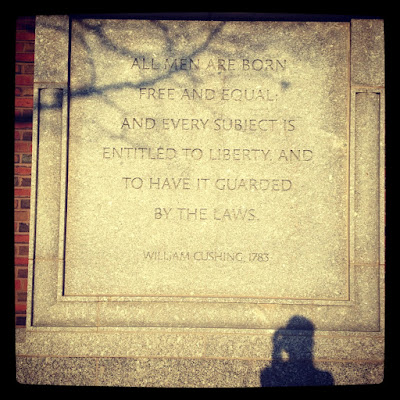 ALL MEN ARE BORN
FREE AND EQUAL:
AND EVERY SUBJECT IS
ENTITLED TO LIBERTY, AND
TO HAVE IT GUARDED
BY THE LAWS.
WILLIAM CUSHING, 1783